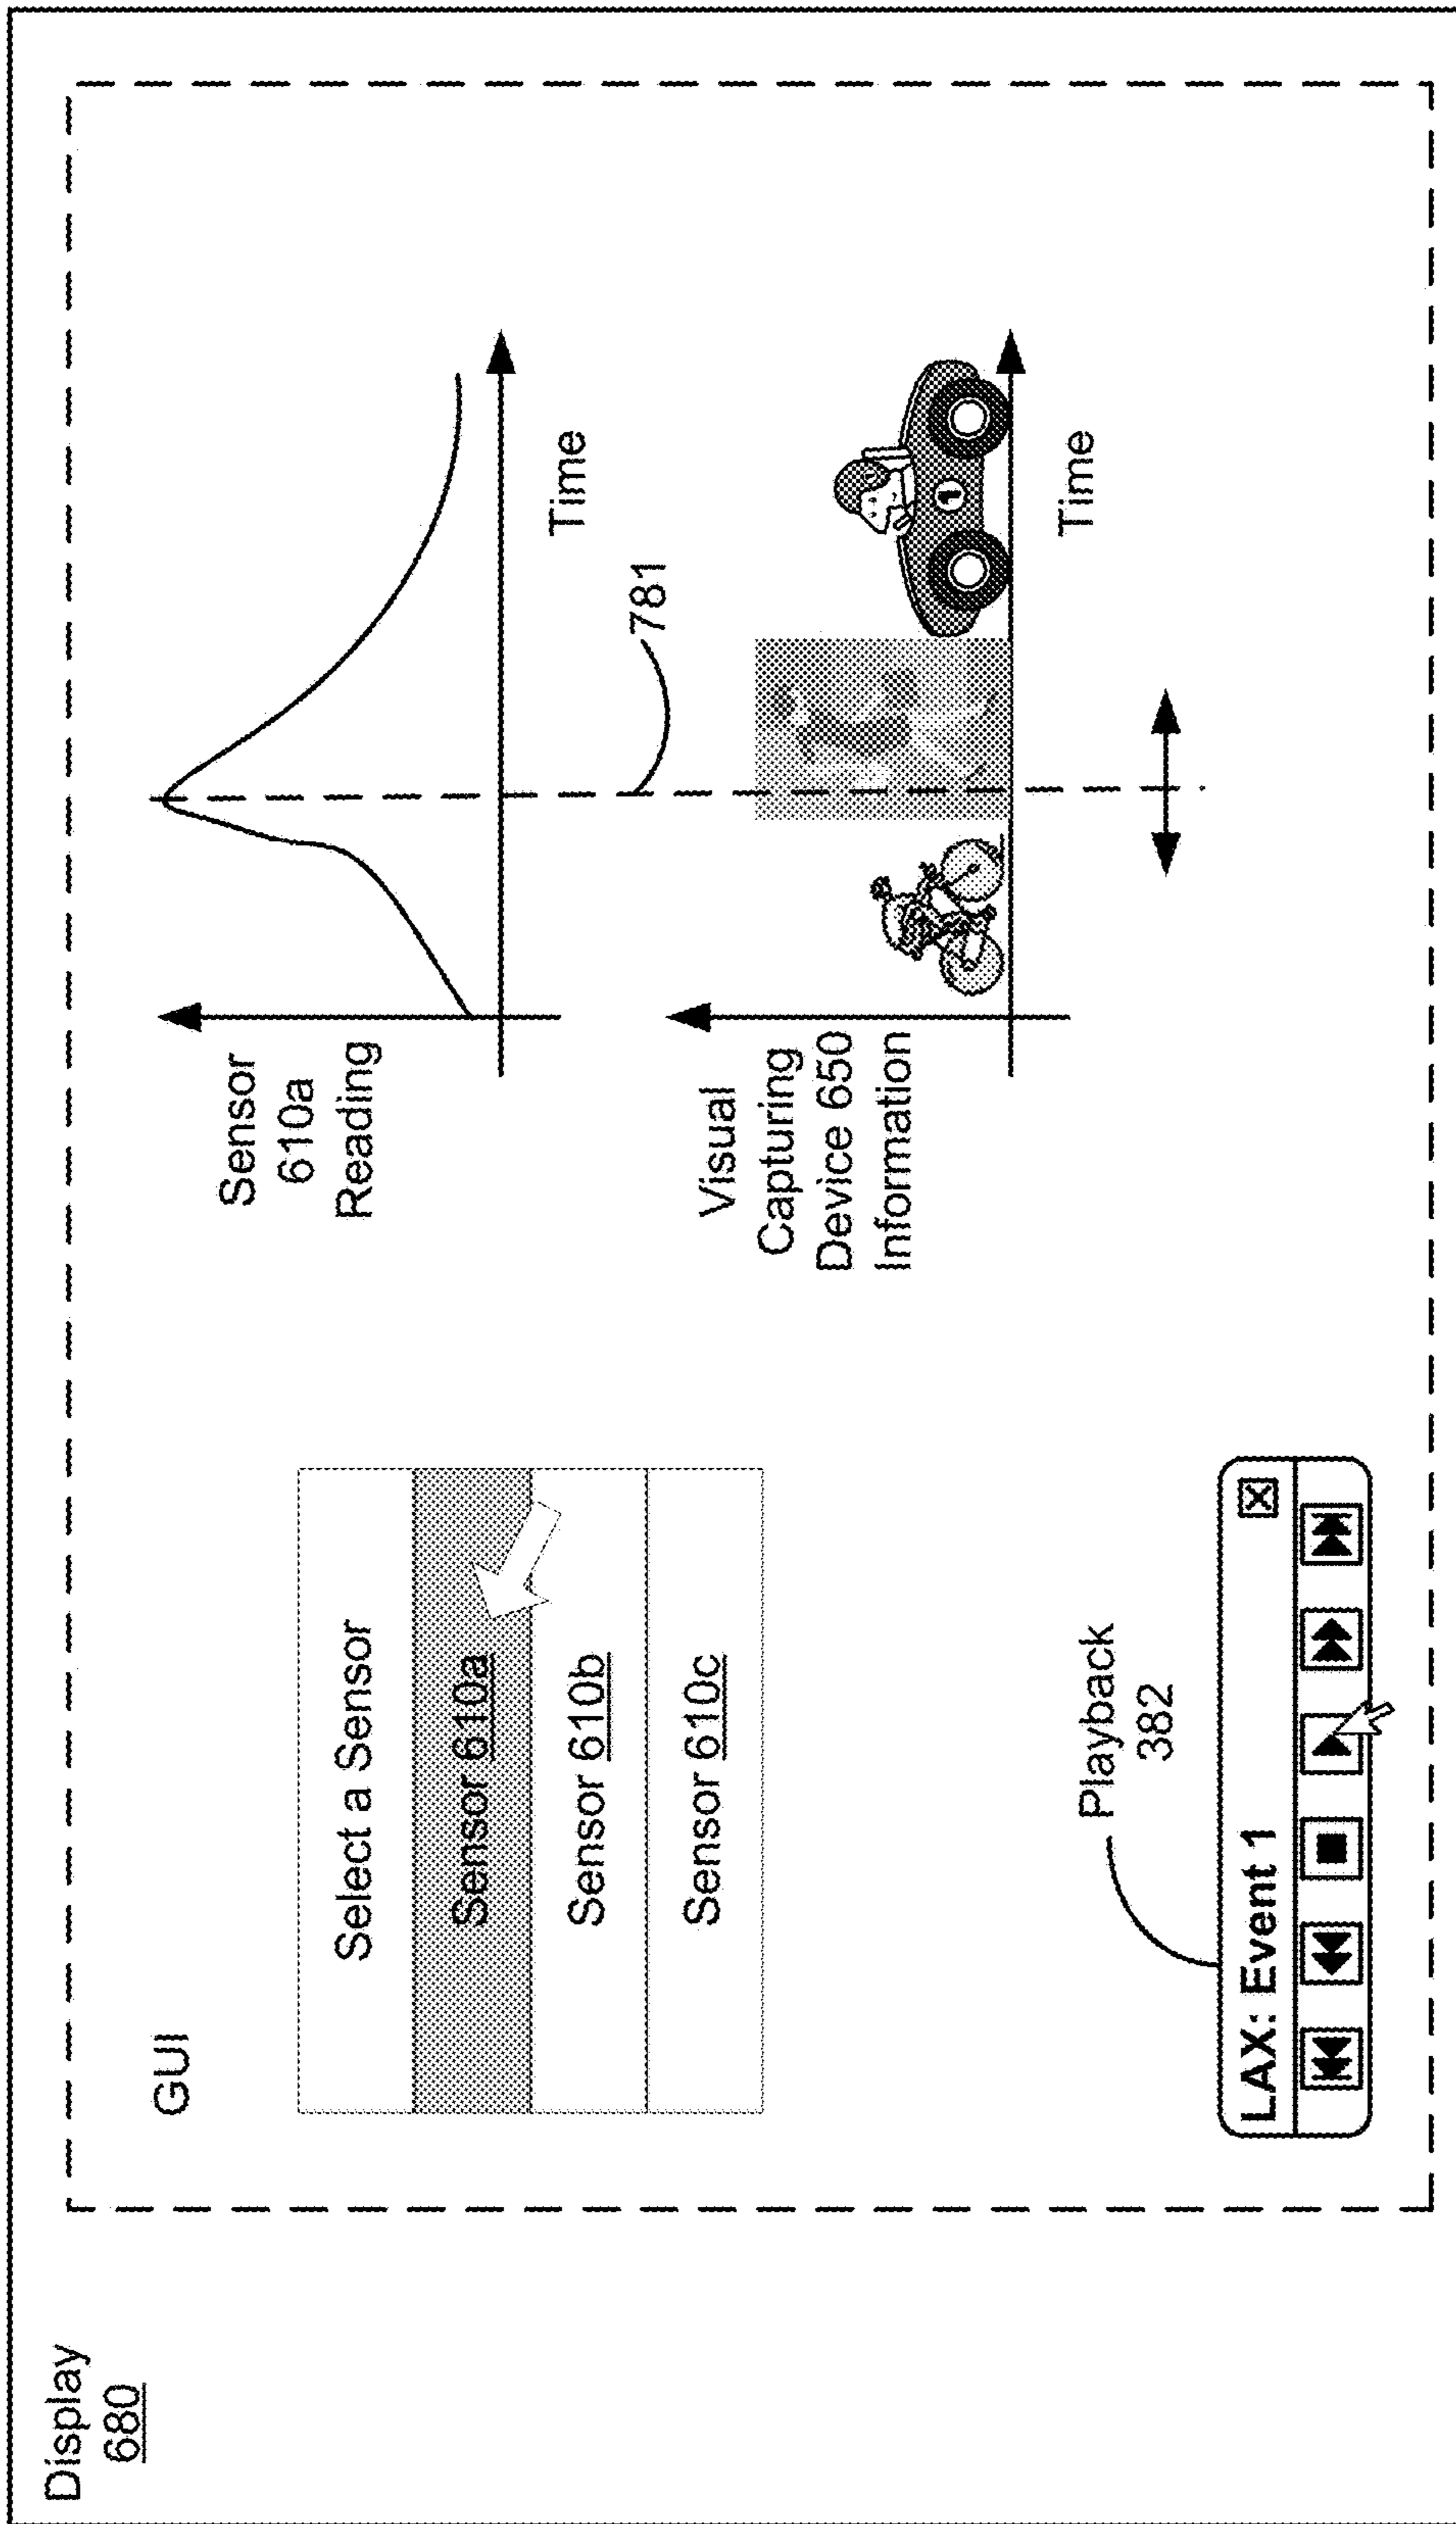 Display
680
GUI
Select a Sensor
Sensor 610a
Sensor 610b
Sensor 610c
Playback
382
LAX: Event 1
Sensor
610a
Reading
Time
781
Visual
Capturing
Device 650
Information
1
Time